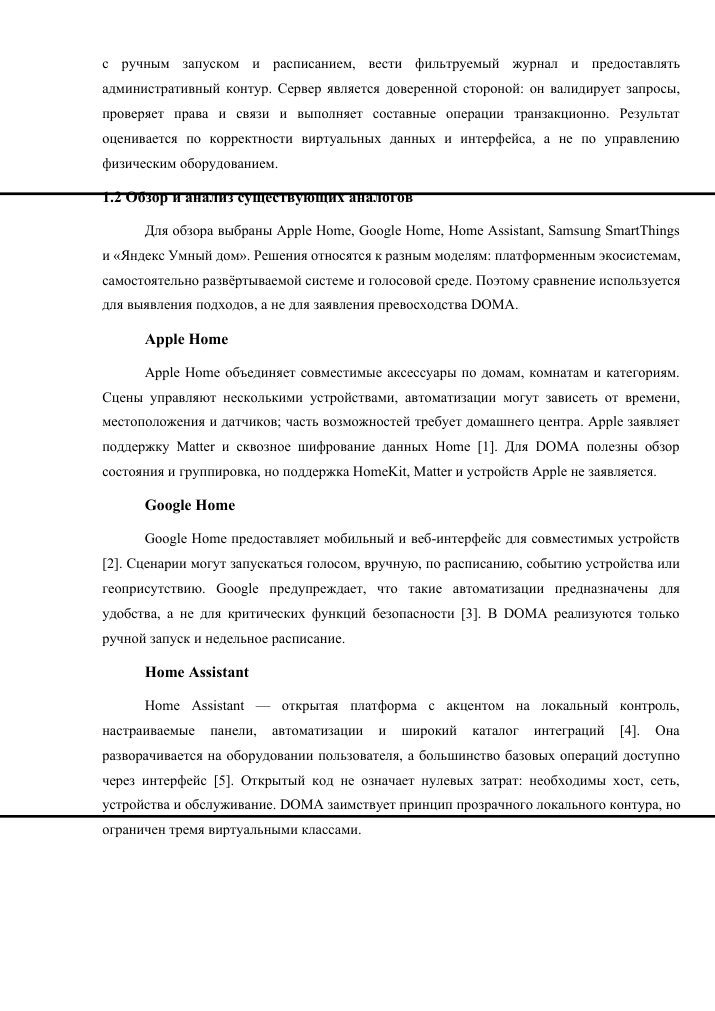 с ручным запуском и расписанием, вести фильтруемый журнал и предоставлять
административный контур. Сервер является доверенной стороной: он валидирует запросы,
проверяет права и связи и выполняет составные операции транзакционно. Результат
оценивается по корректности виртуальных данных и интерфейса, а не по управлению
физическим оборудованием.
1.2 Обзор и анализ существующих аналогов
Для обзора выбраны Apple Home, Google Home, Home Assistant, Samsung SmartThings
и «Яндекс Умный дом». Решения относятся к разным моделям: платформенным экосистемам,
самостоятельно развёртываемой системе и голосовой среде. Поэтому сравнение используется
для выявления подходов, а не для заявления превосходства DOMA.
Apple Home
Apple Home объединяет совместимые аксессуары по домам, комнатам и категориям.
Сцены управляют несколькими устройствами, автоматизации могут зависеть от времени,
местоположения и датчиков; часть возможностей требует домашнего центра. Apple заявляет
поддержку Matter и сквозное шифрование данных Home [1]. Для DOMA полезны обзор
состояния и группировка, но поддержка HomeKit, Matter и устройств Apple не заявляется.
Google Home
Google Home предоставляет мобильный и веб-интерфейс для совместимых устройств
[2]. Сценарии могут запускаться голосом, вручную, по расписанию, событию устройства или
геоприсутствию. Google предупреждает, что такие автоматизации предназначены для
удобства, а не для критических функций безопасности [3]. В DOMA реализуются только
ручной запуск и недельное расписание.
Home Assistant
Home Assistant — открытая платформа с акцентом на локальный контроль,
настраиваемые панели, автоматизации и широкий каталог интеграций [4]. Она
разворачивается на оборудовании пользователя, а большинство базовых операций доступно
через интерфейс [5]. Открытый код не означает нулевых затрат: необходимы хост, сеть,
устройства и обслуживание. DOMA заимствует принцип прозрачного локального контура, но
ограничен тремя виртуальными классами.